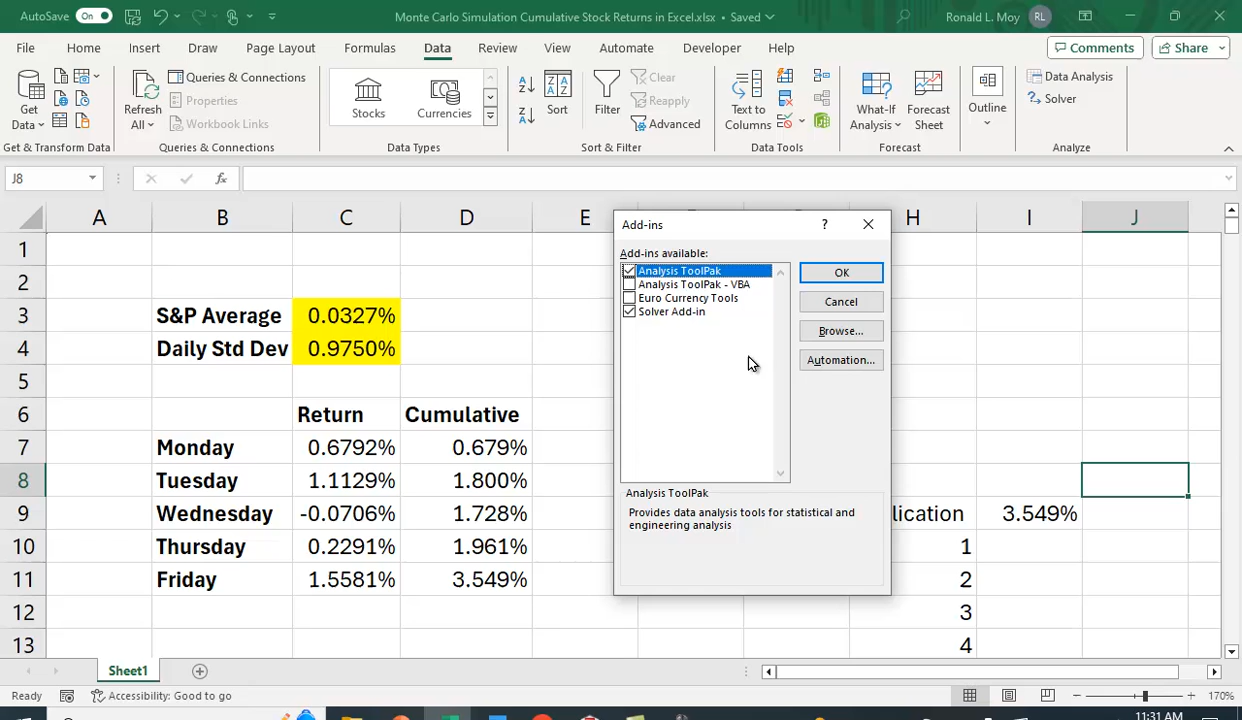 AutoSave On Monte Carlo Simulation Cumulative Stock Returns in Excel.xlsx - Saved Ronald L. Moy RL
File Home Insert Draw Page Layout Formulas Data Review View Automate Developer Help Comments Share
Get Data
Refresh All
Queries & Connections
Properties
Workbook Links
Stocks
Currencies
Sort
Filter
Clear
Reapply
Advanced
Text to Columns
What-If Analysis
Forecast Sheet
Outline
Data Analysis
Solver
Get & Transform Data Queries & Connections Data Types Sort & Filter Data Tools Forecast Analyze
J8 fx
A B C D E H I J
1
2
3 S&P Average 0.0327%
4 Daily Std Dev 0.9750%
5
6 Return Cumulative
7 Monday 0.6792% 0.679%
8 Tuesday 1.1129% 1.800%
9 Wednesday -0.0706% 1.728% lication 3.549%
10 Thursday 0.2291% 1.961% 1
11 Friday 1.5581% 3.549% 2
12 3
13 4
Add-ins ?
Add-ins available:
Analysis ToolPak
Analysis ToolPak - VBA
Euro Currency Tools
Solver Add-in
OK
Cancel
Browse...
Automation...
Analysis ToolPak
Provides data analysis tools for statistical and
engineering analysis
Sheet1
Ready Accessibility: Good to go 170%
11:31 AM